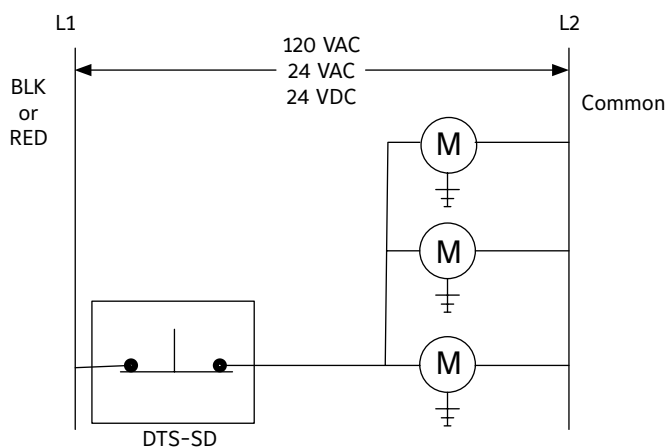 L1
L2
120 VAC
24 VAC
24 VDC
BLK
or
RED
Common
M
M
M
DTS-SD